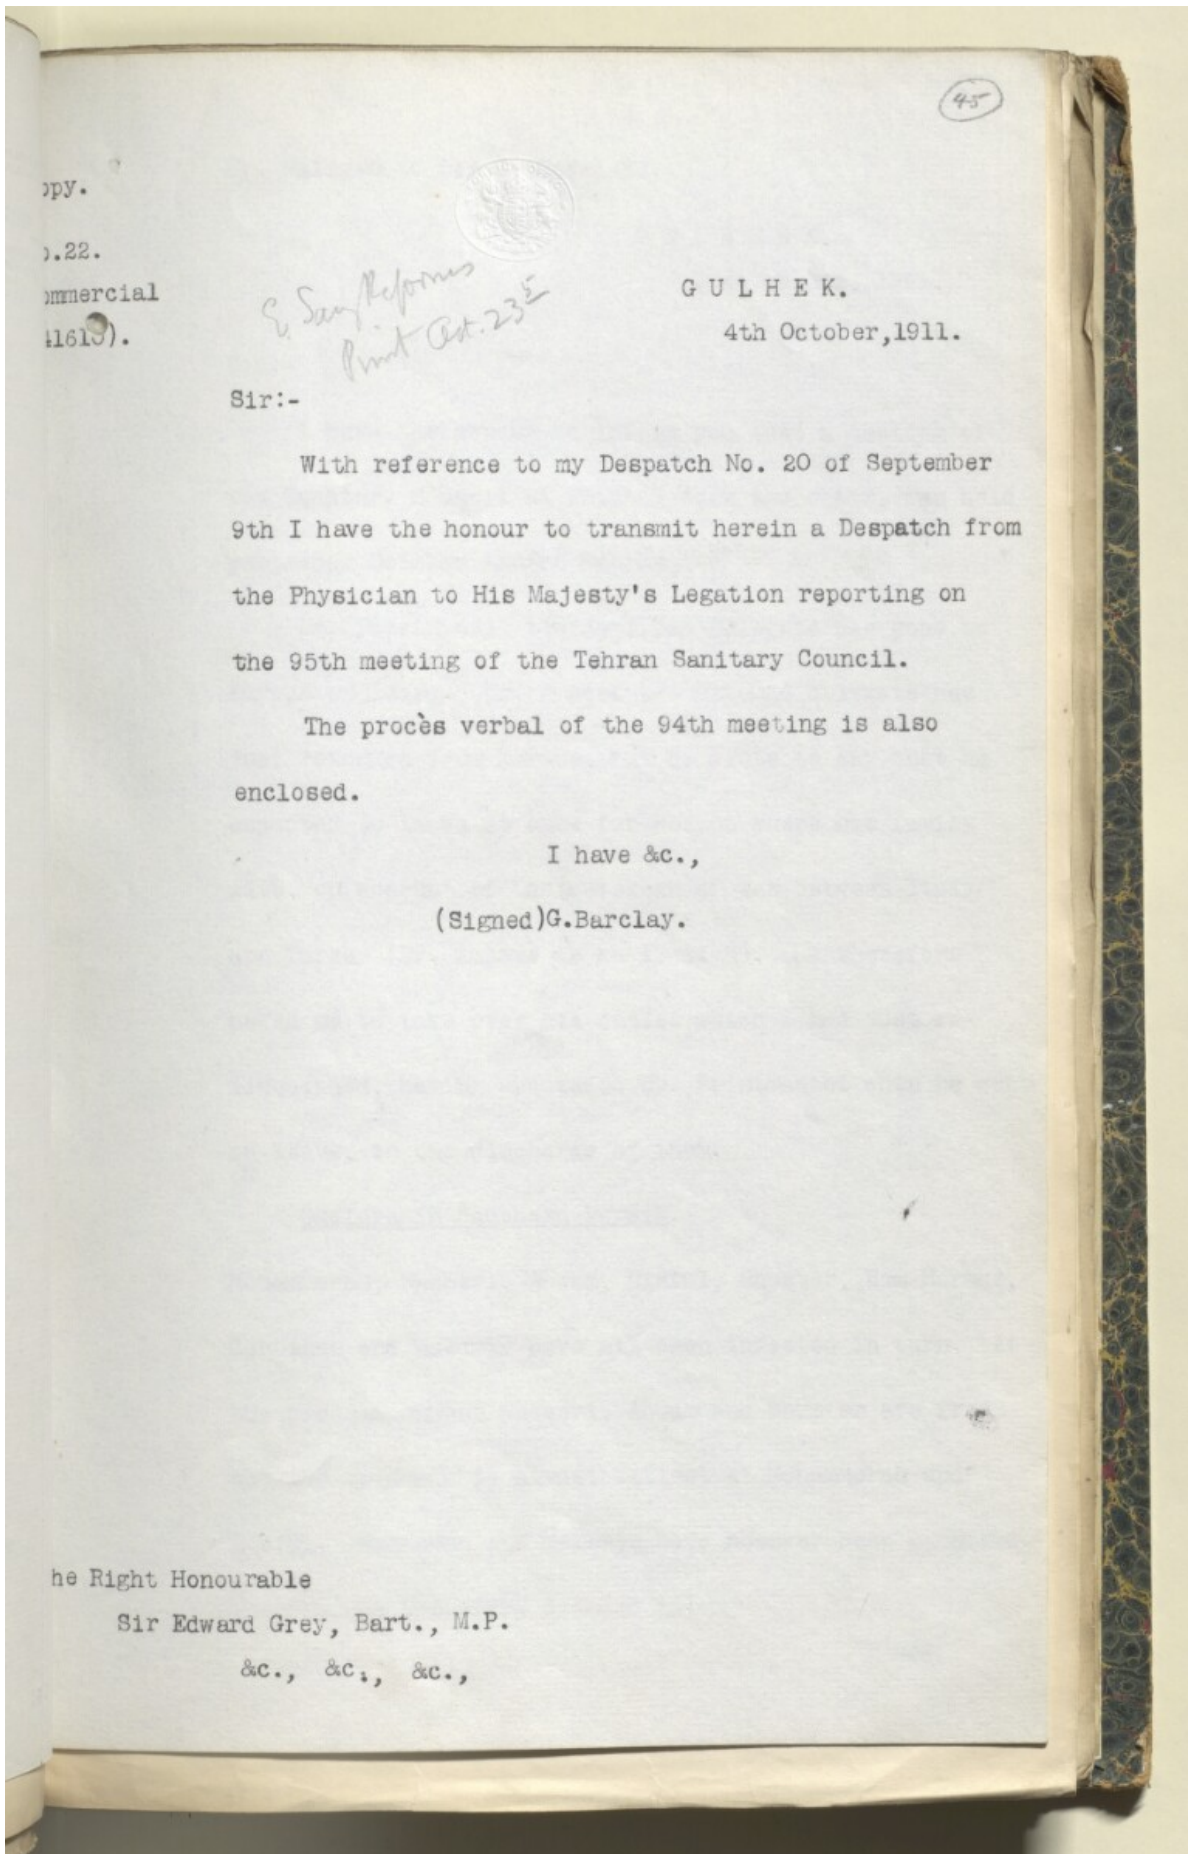 45
opy.
o.22.
ommercial
41613).
E. San Reforms
Print Oct. 23
GULHEK.
4th October,1911.
Sir:-
With reference to my Despatch No. 20 of September
9th I have the honour to transmit herein a Despatch from
the Physician to His Majesty's Legation reporting on
the 95th meeting of the Tehran Sanitary Council.
The procès verbal of the 94th meeting is also
enclosed.
I have &c.,
(Signed)G.Barclay.
he Right Honourable
Sir Edward Grey, Bart., M.P.
&c., &c., &c.,